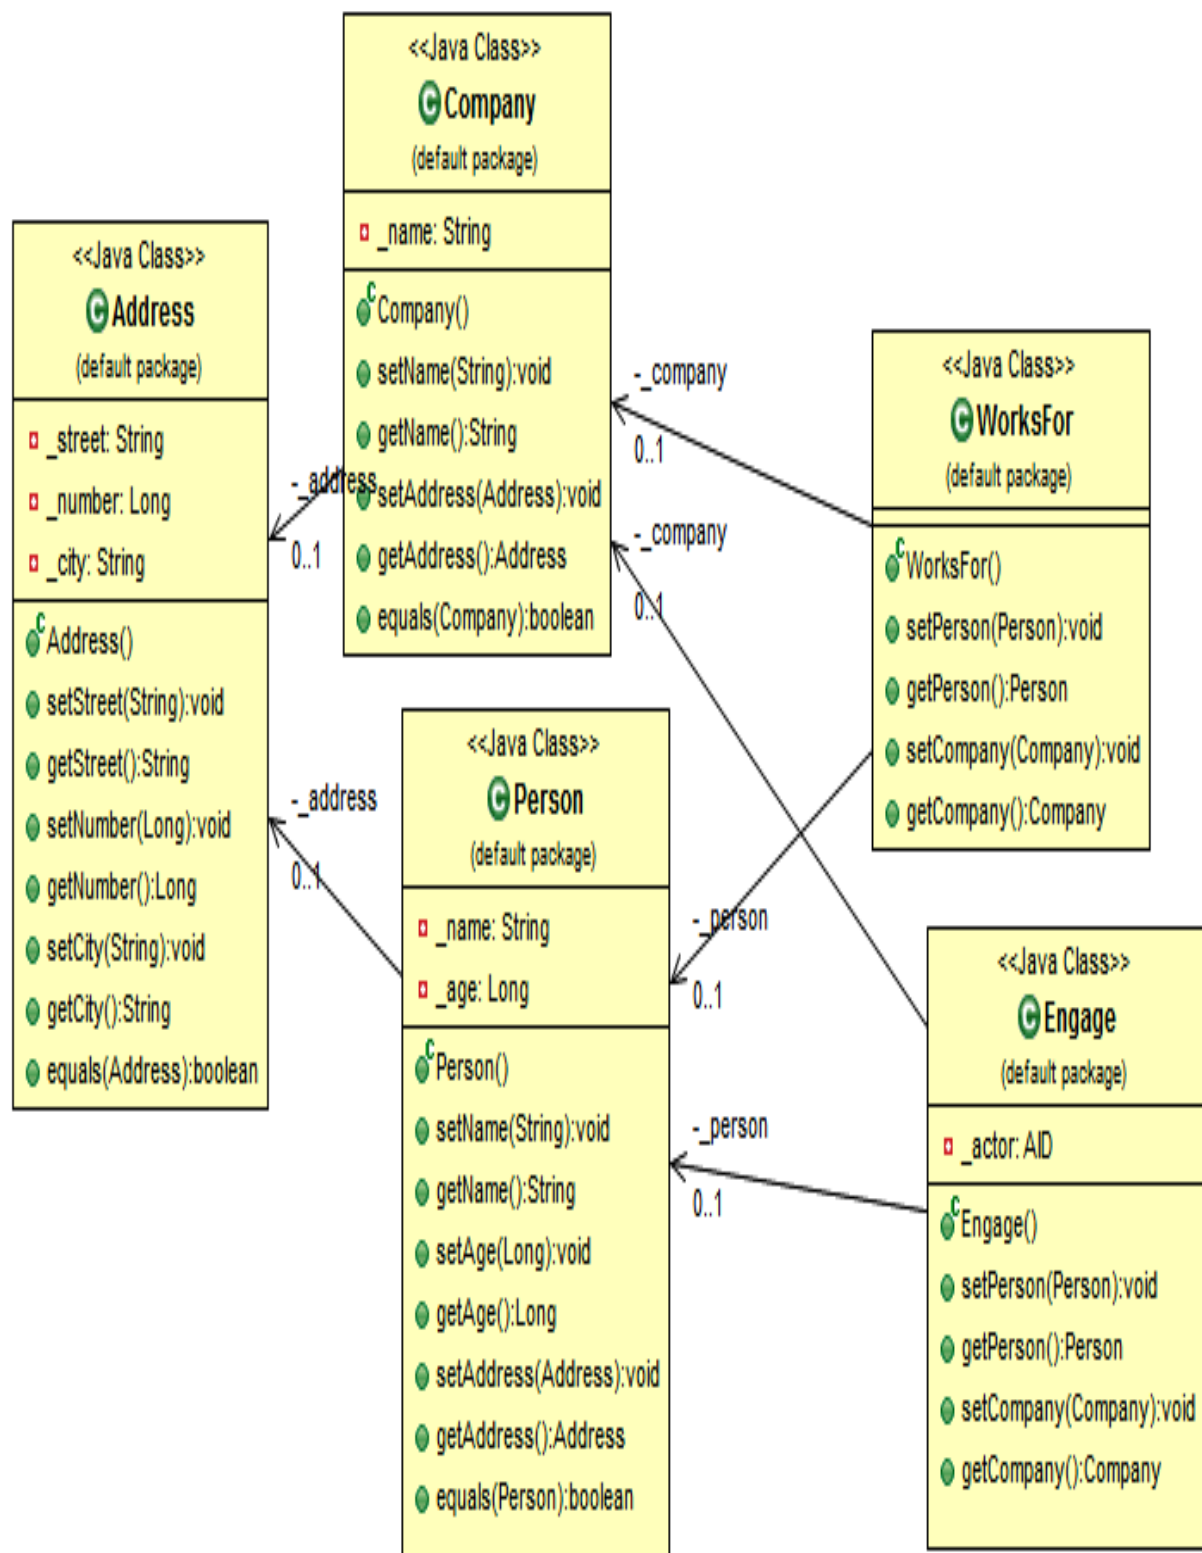 <<Java Class>>
Company
(default package)
_name: String
Company()
setName(String):void
getName():String
setAddress(Address):void
getAddress():Address
equals(Company):boolean
<<Java Class>>
Address
(default package)
_street: String
_number: Long
_city: String
Address()
setStreet(String):void
getStreet():String
setNumber(Long):void
getNumber():Long
setCity(String):void
getCity():String
equals(Address):boolean
-_address
0..1
-_address
0..1
-_company
0..1
-_company
0..1
<<Java Class>>
WorksFor
(default package)
WorksFor()
setPerson(Person):void
getPerson():Person
setCompany(Company):void
getCompany():Company
<<Java Class>>
Person
(default package)
_name: String
_age: Long
Person()
setName(String):void
getName():String
setAge(Long):void
getAge():Long
setAddress(Address):void
getAddress():Address
equals(Person):boolean
-_person
0..1
-_person
0..1
<<Java Class>>
Engage
(default package)
_actor: AID
Engage()
setPerson(Person):void
getPerson():Person
setCompany(Company):void
getCompany():Company